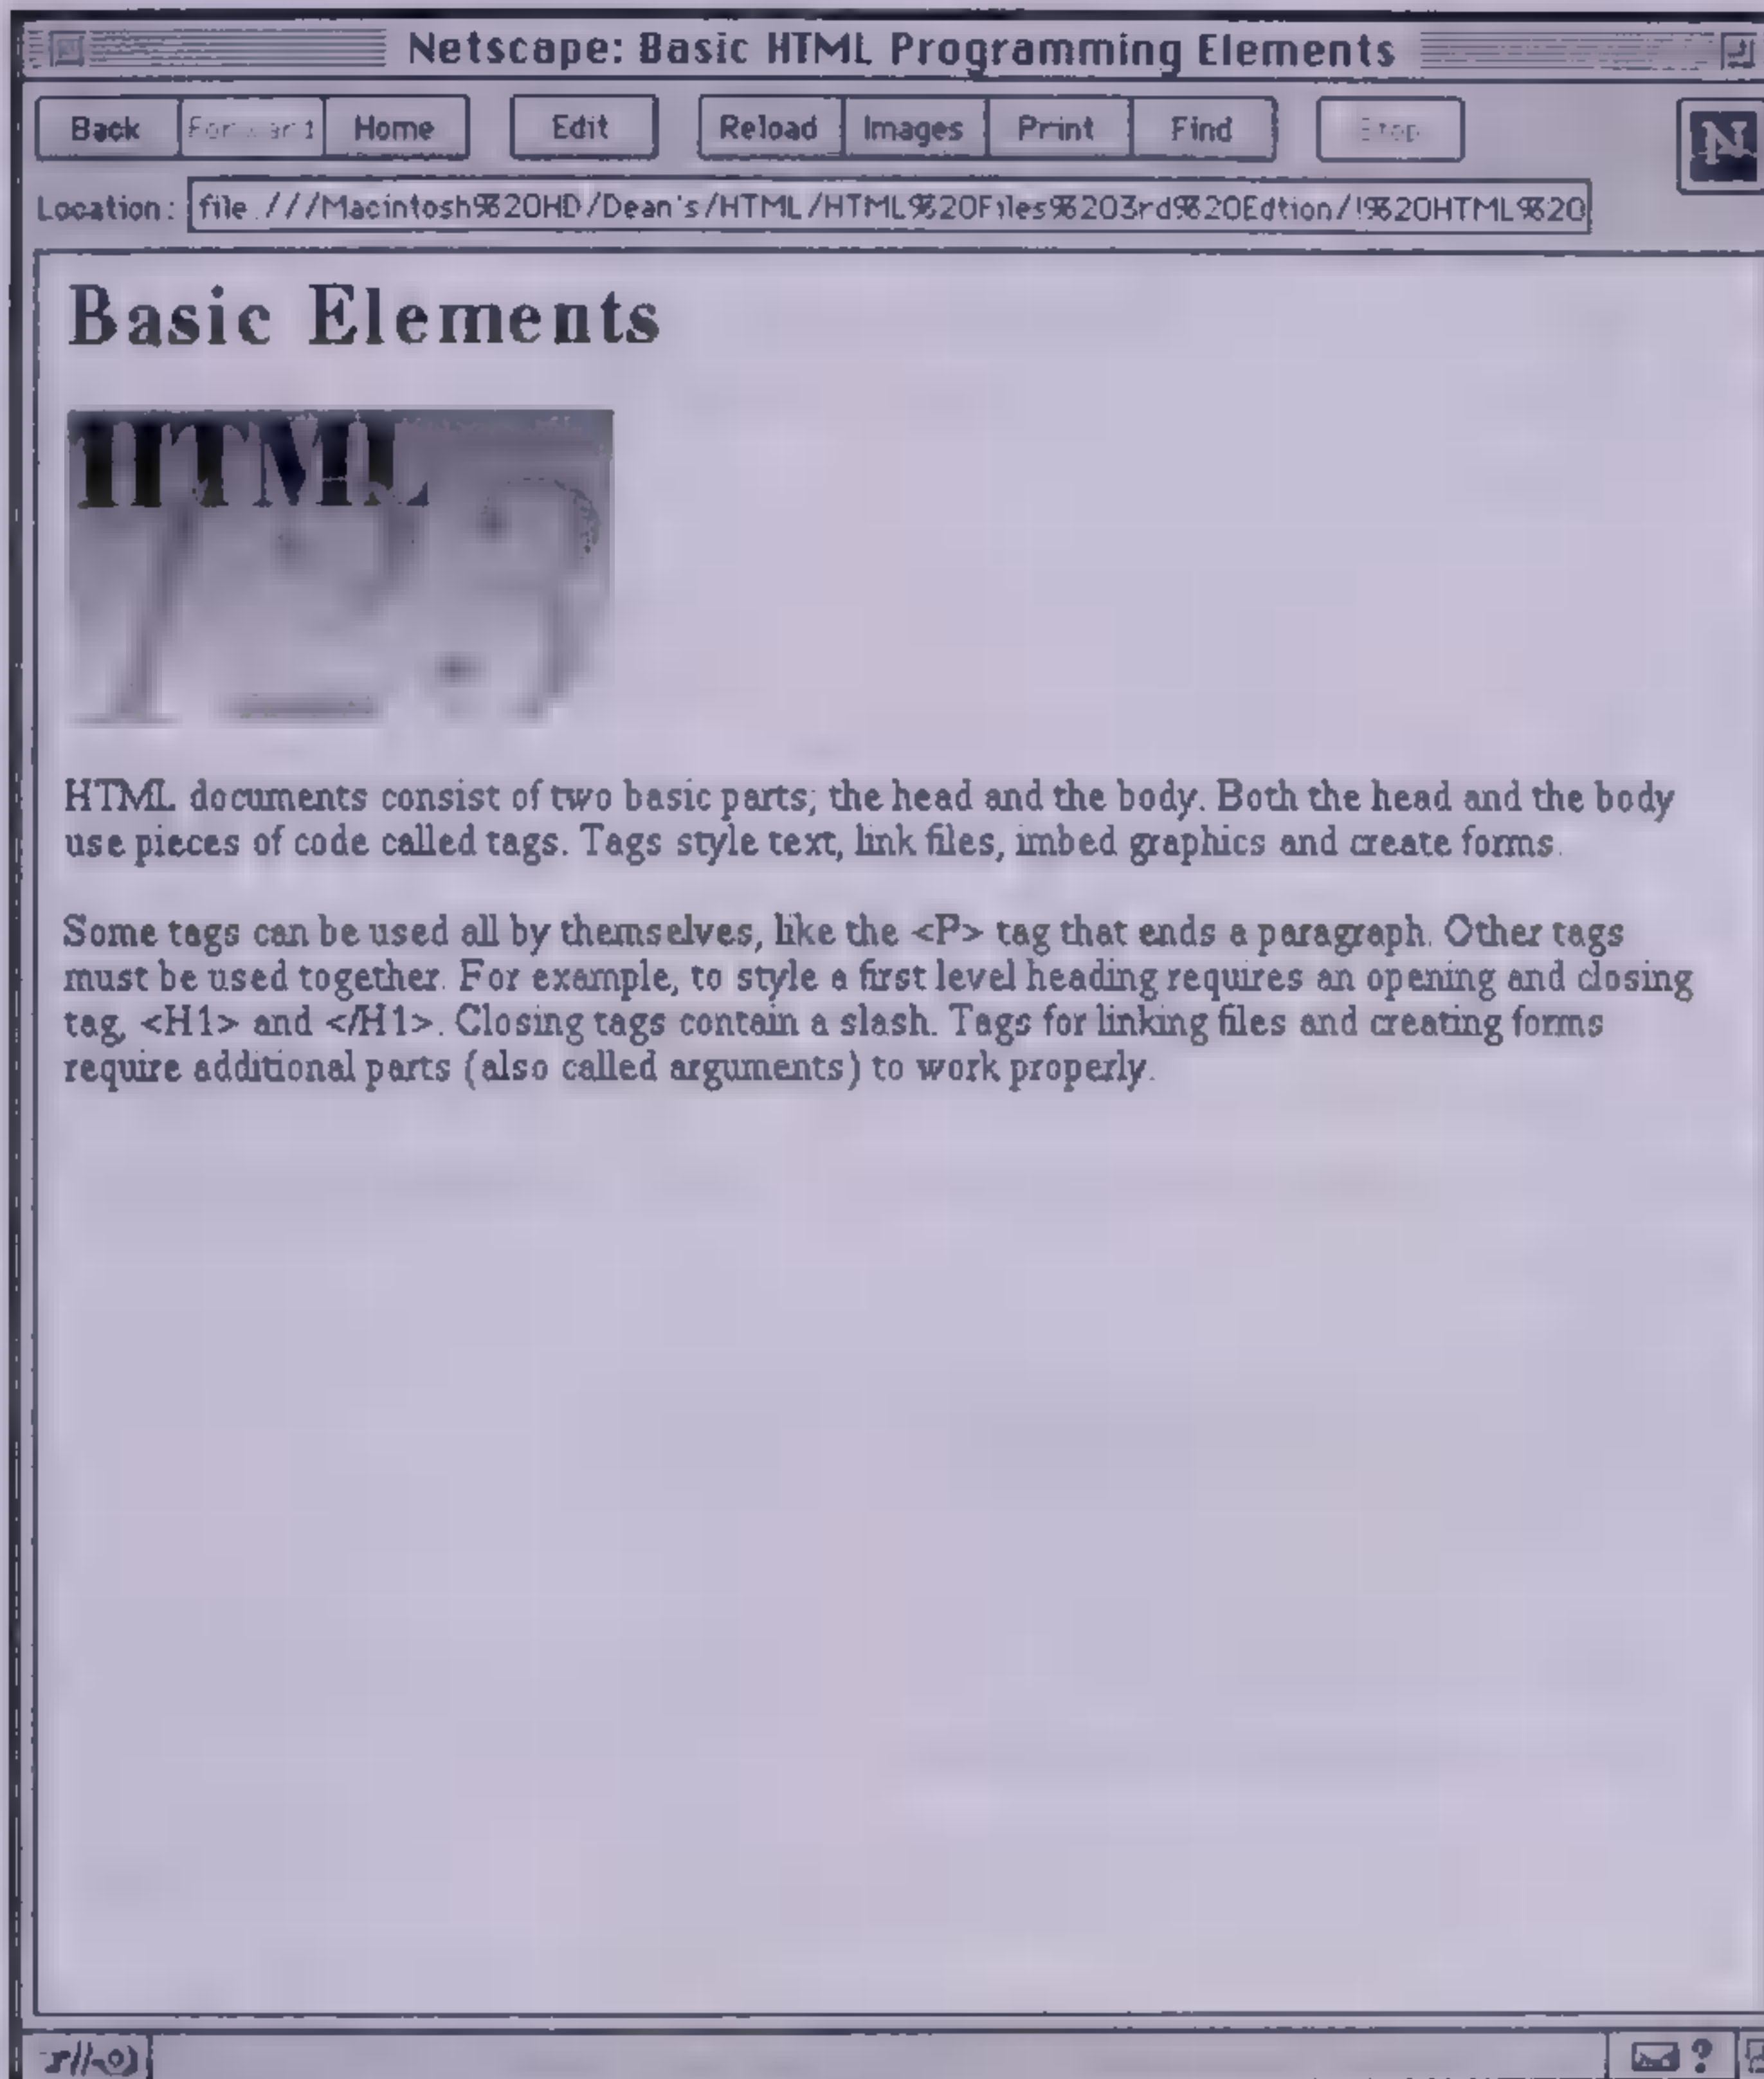 Netscape: Basic HTML Programming Elements
Back Forward Home Edit Reload Images Print Find Stop
N
Location: file:///Macintosh%20HD/Dean's/HTML/HTML%20Files%203rd%20Edtion/!%20HTML%20
Basic Elements
HTML
HTML documents consist of two basic parts; the head and the body. Both the head and the body
use pieces of code called tags. Tags style text, link files, imbed graphics and create forms.
Some tags can be used all by themselves, like the <P> tag that ends a paragraph. Other tags
must be used together. For example, to style a first level heading requires an opening and closing
tag, <H1> and </H1>. Closing tags contain a slash. Tags for linking files and creating forms
require additional parts (also called arguments) to work properly.
?